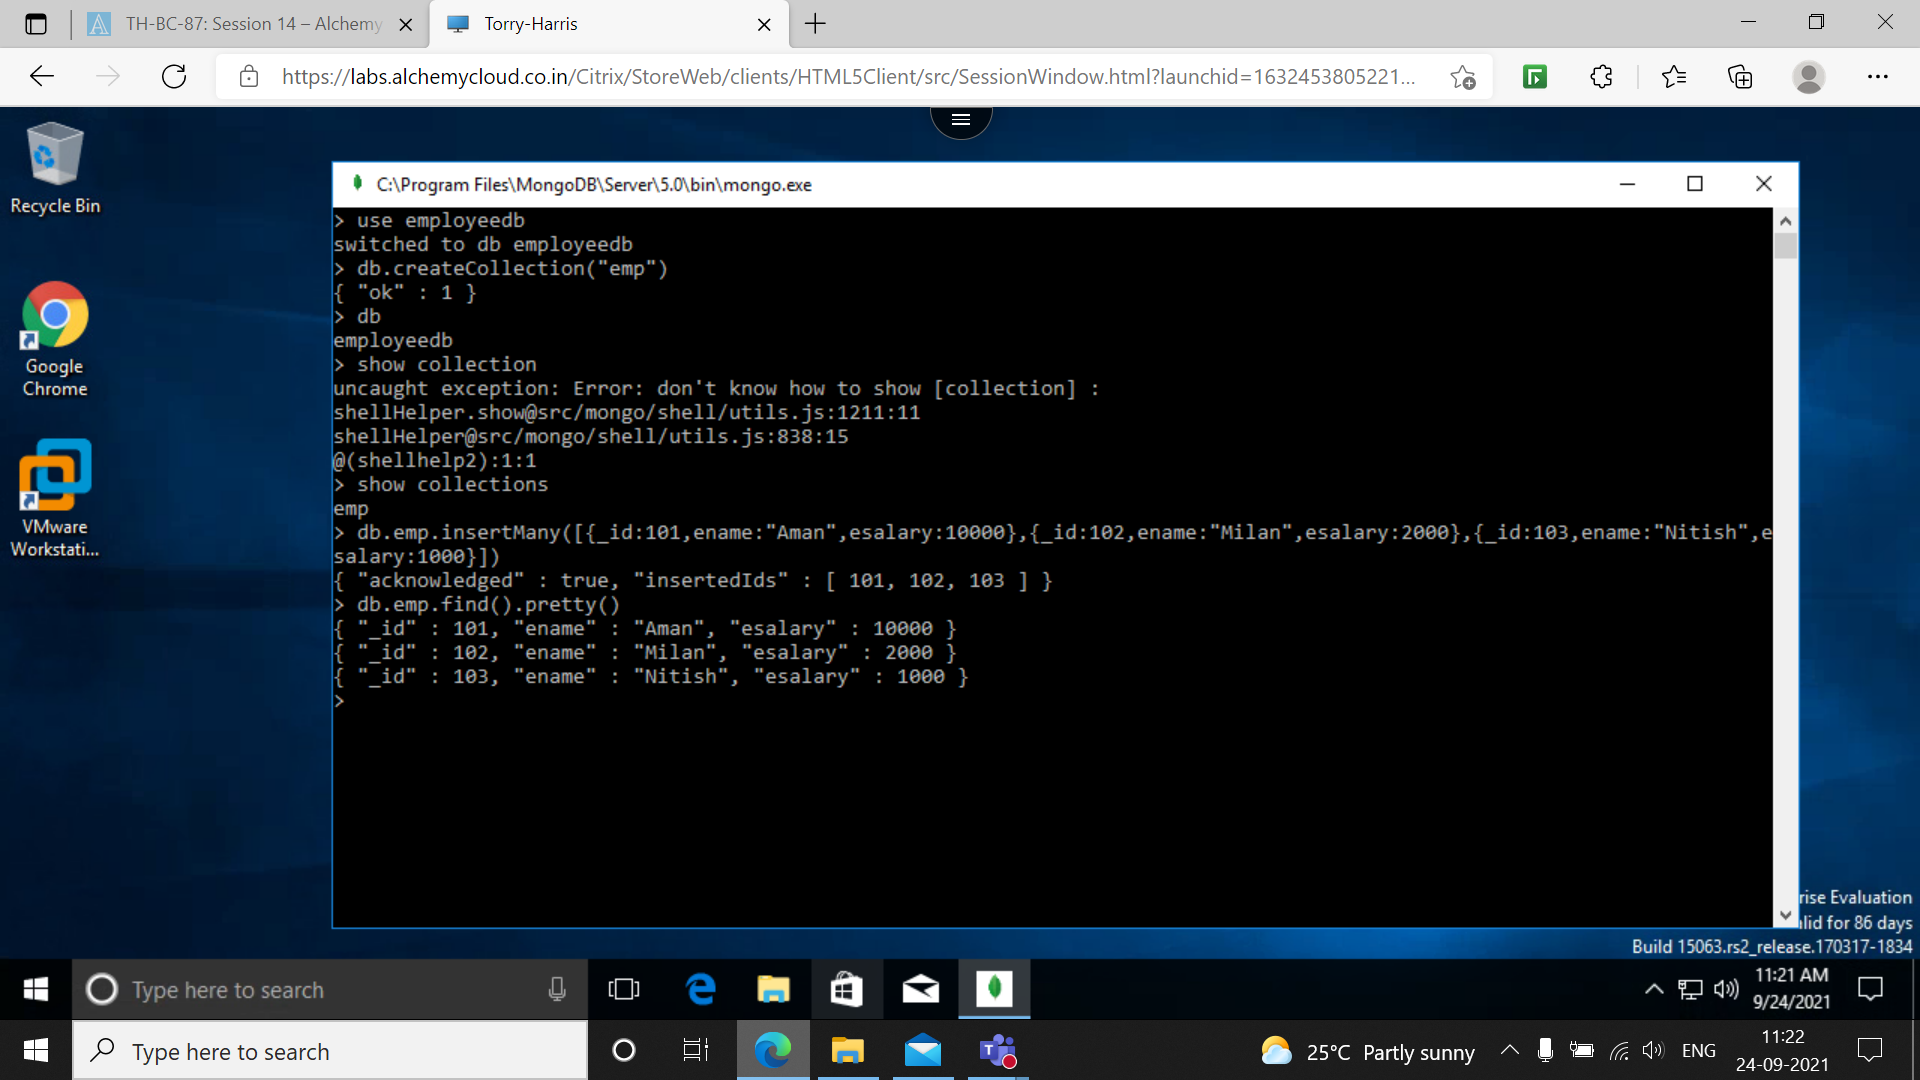 TH-BC-87: Session 14 – Alchemy
Torry-Harris
https://labs.alchemycloud.co.in/Citrix/StoreWeb/clients/HTML5Client/src/SessionWindow.html?launchid=1632453805221...
Recycle Bin
Google
Chrome
VMware
Workstati...
C:\Program Files\MongoDB\Server\5.0\bin\mongo.exe
> use employeedb
switched to db employeedb
> db.createCollection("emp")
{ "ok" : 1 }
> db
employeedb
> show collection
uncaught exception: Error: don't know how to show [collection] :
shellHelper.show@src/mongo/shell/utils.js:1211:11
shellHelper@src/mongo/shell/utils.js:838:15
@(shellhelp2):1:1
> show collections
emp
> db.emp.insertMany([{_id:101,ename:"Aman",esalary:10000},{_id:102,ename:"Milan",esalary:2000},{_id:103,ename:"Nitish",e
salary:1000}])
{ "acknowledged" : true, "insertedIds" : [ 101, 102, 103 ] }
> db.emp.find().pretty()
{ "_id" : 101, "ename" : "Aman", "esalary" : 10000 }
{ "_id" : 102, "ename" : "Milan", "esalary" : 2000 }
{ "_id" : 103, "ename" : "Nitish", "esalary" : 1000 }
>
rise Evaluation
lid for 86 days
Build 15063.rs2_release.170317-1834
Type here to search
11:21 AM
9/24/2021
Type here to search
25°C Partly sunny
ENG
11:22
24-09-2021